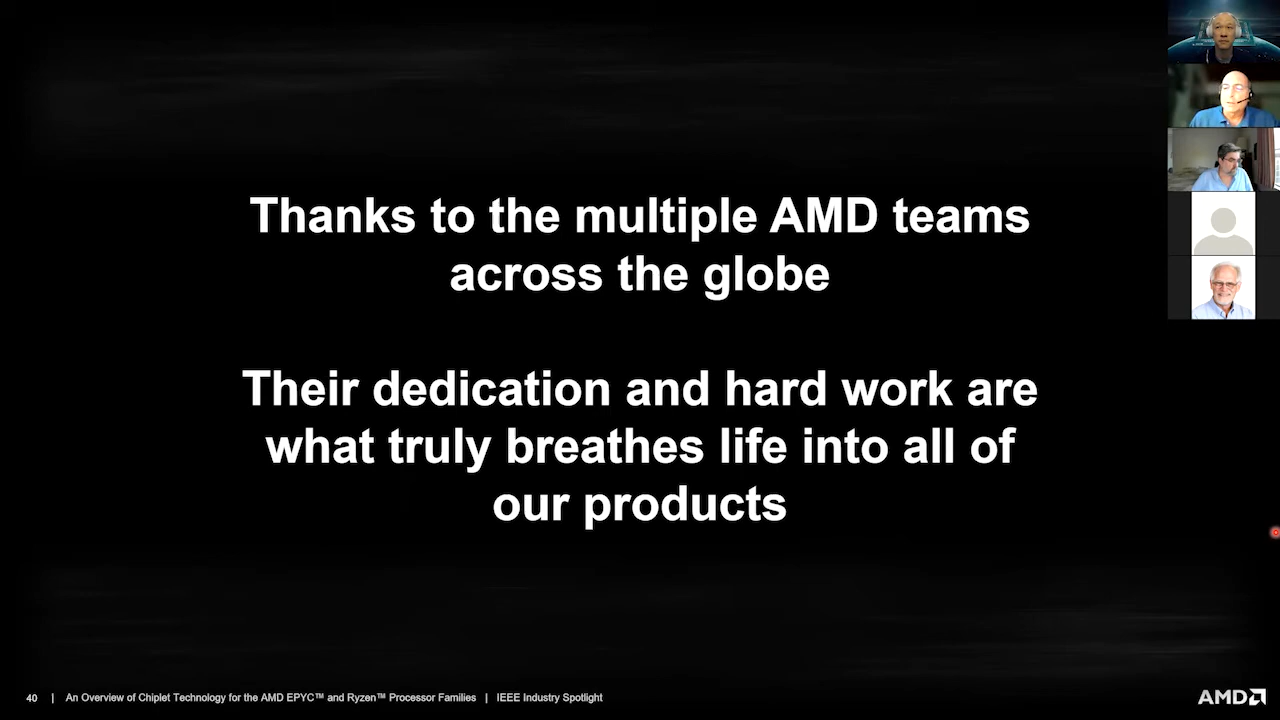 Thanks to the multiple AMD teams
across the globe
Their dedication and hard work are
what truly breathes life into all of
our products
40 | An Overview of Chiplet Technology for the AMD EPYC™ and Ryzen™ Processor Families | IEEE Industry Spotlight
AMD